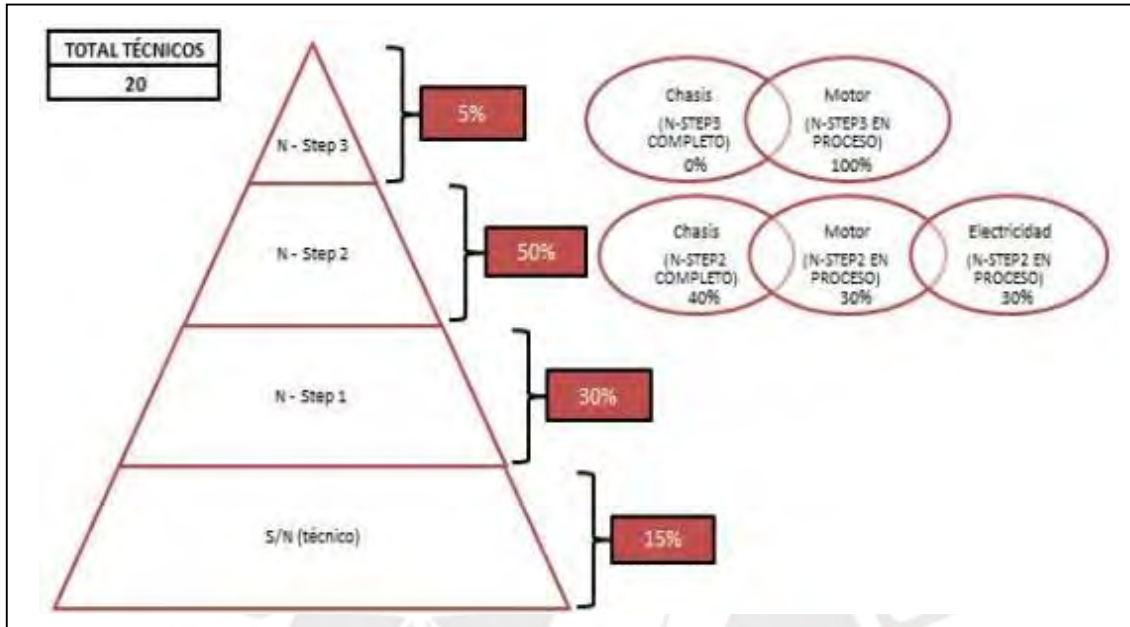 TOTAL TÉCNICOS
20
N - Step 3
5%
Chasis
(N-STEP3
COMPLETO)
0%
Motor
(N-STEP3 EN
PROCESO)
100%
N - Step 2
50%
Chasis
(N-STEP2
COMPLETO)
40%
Motor
(N-STEP2 EN
PROCESO)
30%
Electricidad
(N-STEP2 EN
PROCESO)
30%
N - Step 1
30%
S/N (técnico)
15%